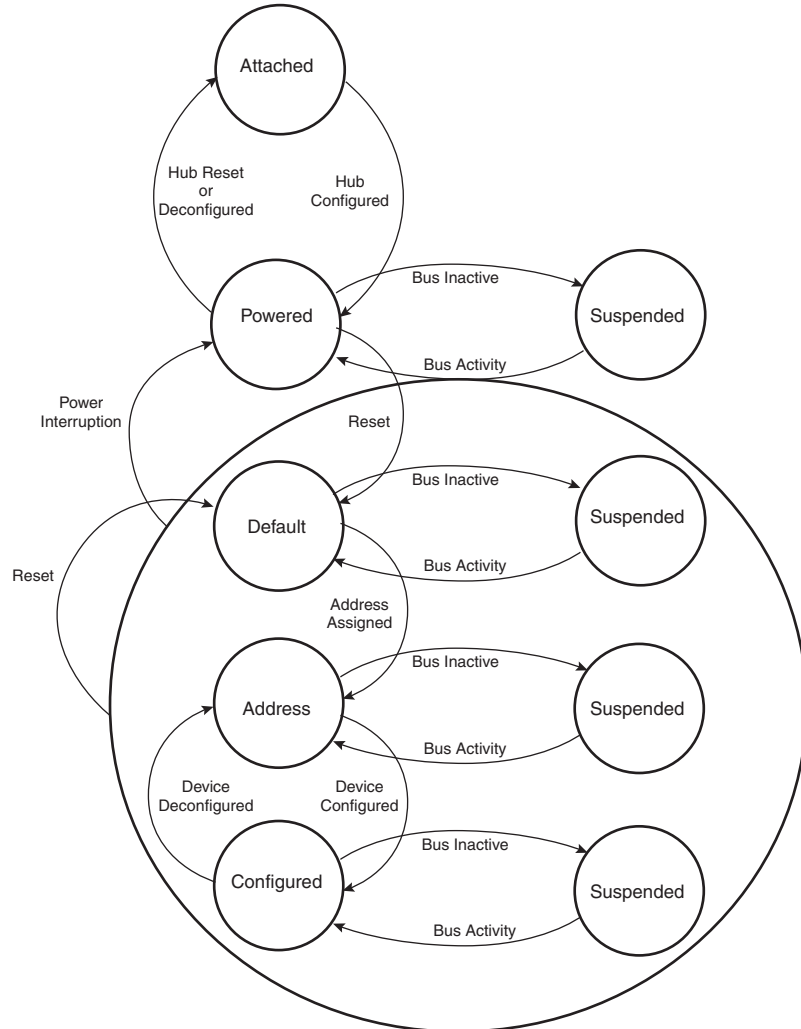 Attached
Hub Reset
or
Deconfigured
Hub
Configured
Powered
Bus Inactive
Suspended
Bus Activity
Power
Interruption
Reset
Default
Bus Inactive
Suspended
Bus Activity
Reset
Address
Assigned
Address
Bus Inactive
Suspended
Bus Activity
Device
Deconfigured
Device
Configured
Configured
Bus Inactive
Suspended
Bus Activity